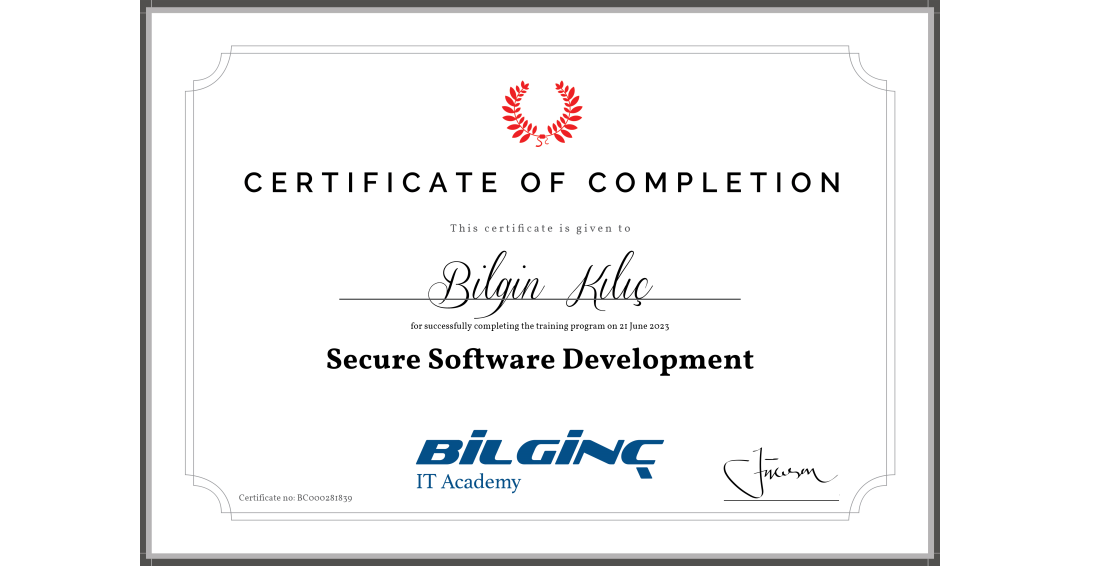 CERTIFICATE OF COMPLETION
This certificate is given to
Bilgin Kılıç
for successfully completing the training program on 21 June 2023
Secure Software Development
BİLGİNÇ
IT Academy
Certificate no: BC000281839